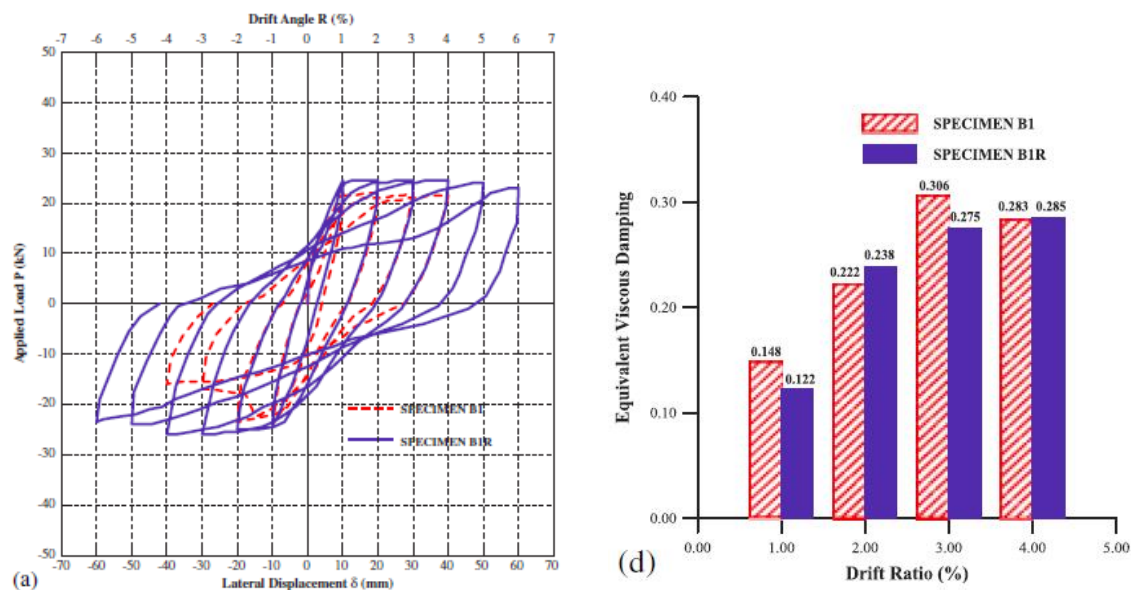 Drift Angle R (%)
-7 -6 -5 -4 -3 -2 -1 0 1 2 3 4 5 6 7
50
40
30
20
10
0
-10
-20
-30
-40
-50
Applied Load P (kN)
SPECIMEN B1
SPECIMEN B1R
-70 -60 -50 -40 -30 -20 -10 0 10 20 30 40 50 60 70
Lateral Displacement δ (mm)
(a)
0.40
0.30
0.20
0.10
0.00
Equivalent Viscous Damping
SPECIMEN B1
SPECIMEN B1R
0.148
0.122
0.222
0.238
0.306
0.275
0.283
0.285
0.00 1.00 2.00 3.00 4.00 5.00
Drift Ratio (%)
(d)